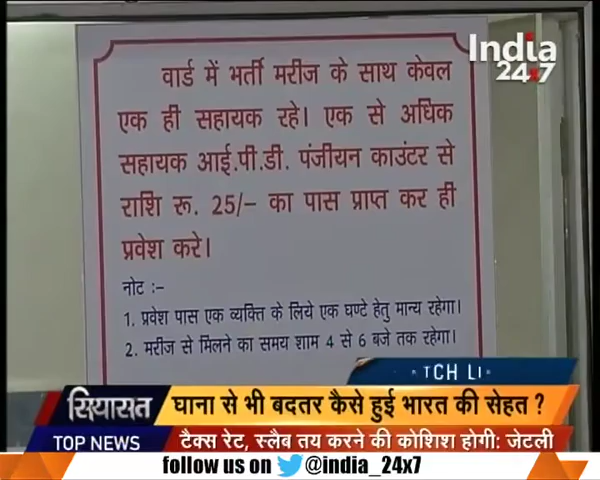 India
24x7
वार्ड में भर्ती मरीज के साथ केवल
एक ही सहायक रहे। एक से अधिक
सहायक आई.पी.डी. पंजीयन काउंटर से
राशि रू. 25/- का पास प्राप्त कर ही
प्रवेश करे।
नोट :-
1. प्रवेश पास एक व्यक्ति के लिये एक घण्टे हेतु मान्य रहेगा।
2. मरीज से मिलने का समय शाम 4 से 6 बजे तक रहेगा।
TCH LI
सियासत
घाना से भी बदतर कैसे हुई भारत की सेहत ?
TOP NEWS
टैक्स रेट, स्लैब तय करने की कोशिश होगी: जेटली
follow us on @india_24x7